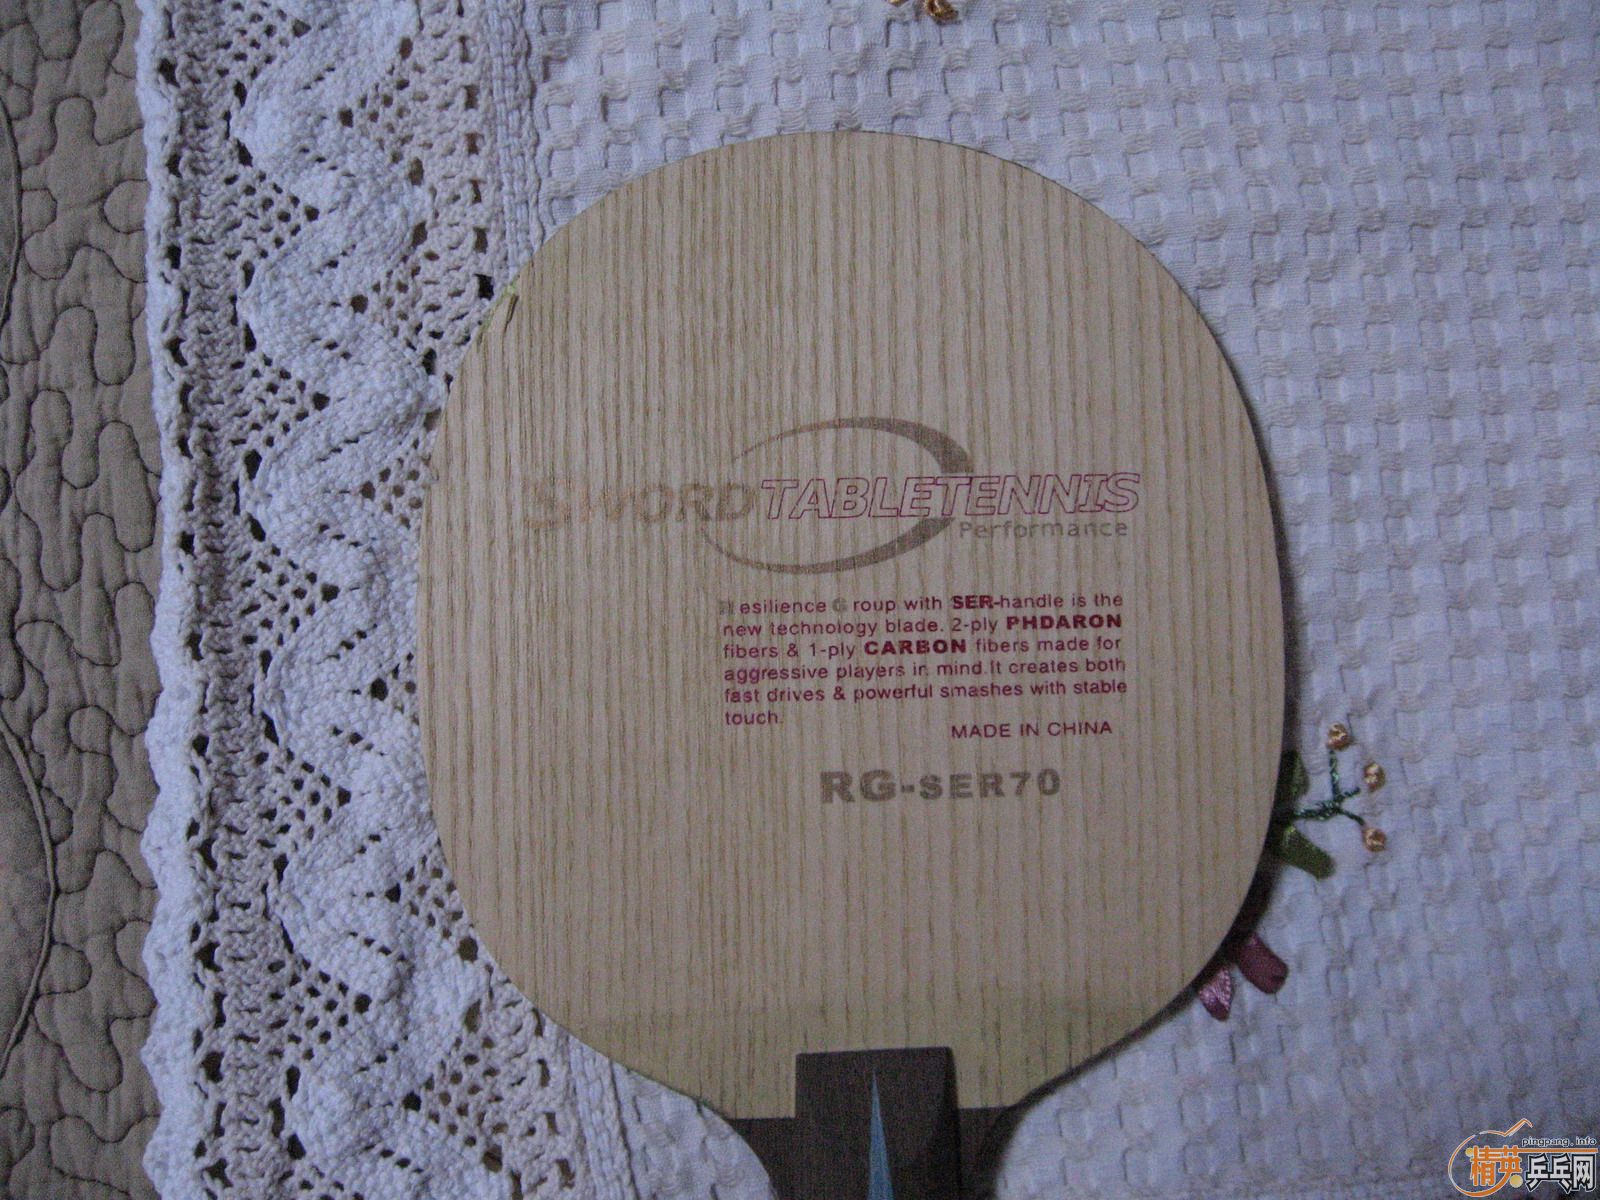 SWORD TABLETENNIS
Performance
Resilience Group with SER-handle is the
new technology blade. 2-ply PHDARON
fibers & 1-ply CARBON fibers made for
aggressive players in mind.It creates both
fast drives & powerful smashes with stable
touch.
MADE IN CHINA
RG-SER70
pingpang.info
精英乒乓网